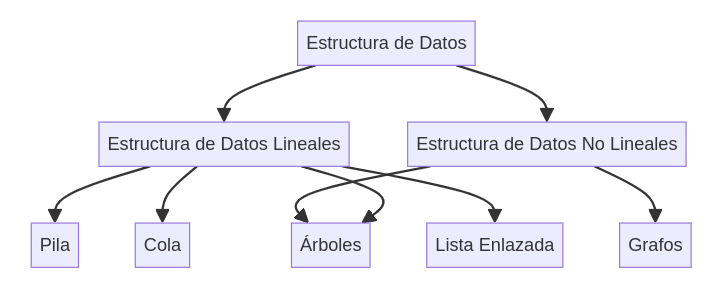 Estructura de Datos
Estructura de Datos Lineales
Estructura de Datos No Lineales
Pila
Cola
Árboles
Lista Enlazada
Grafos